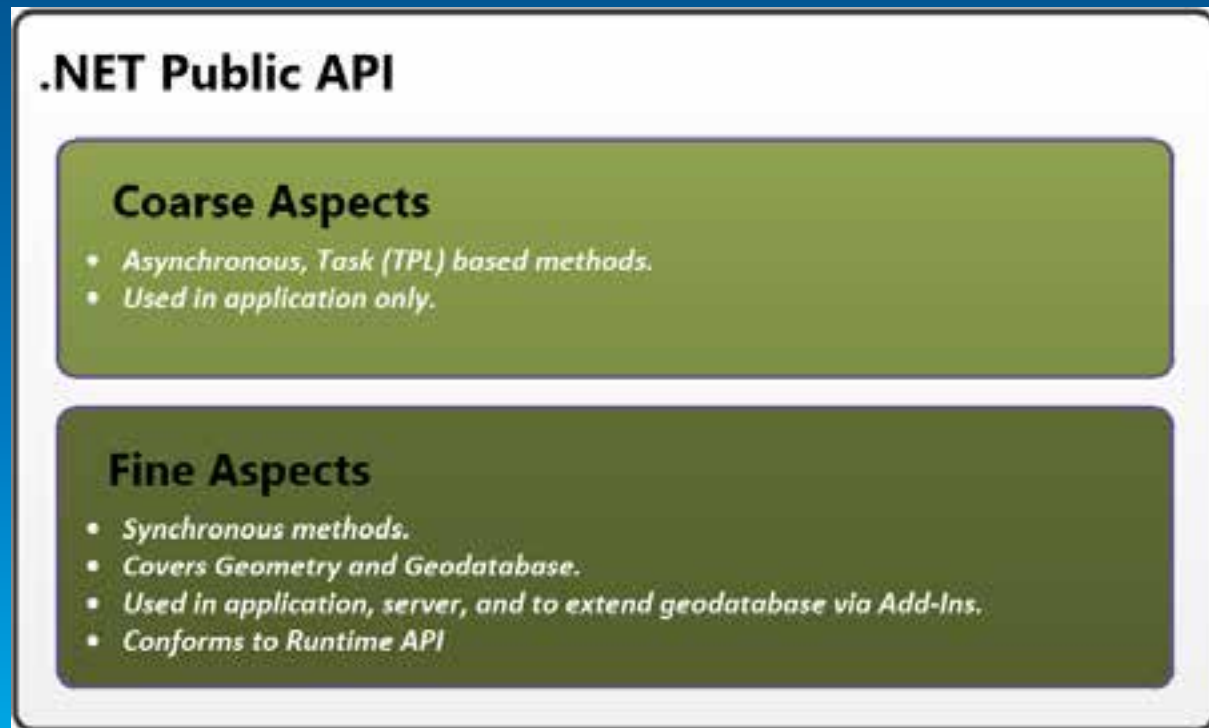 .NET Public API
Coarse Aspects
• Asynchronous, Task (TPL) based methods.
• Used in application only.
Fine Aspects
• Synchronous methods.
• Covers Geometry and Geodatabase.
• Used in application, server, and to extend geodatabase via Add-Ins.
• Conforms to Runtime API